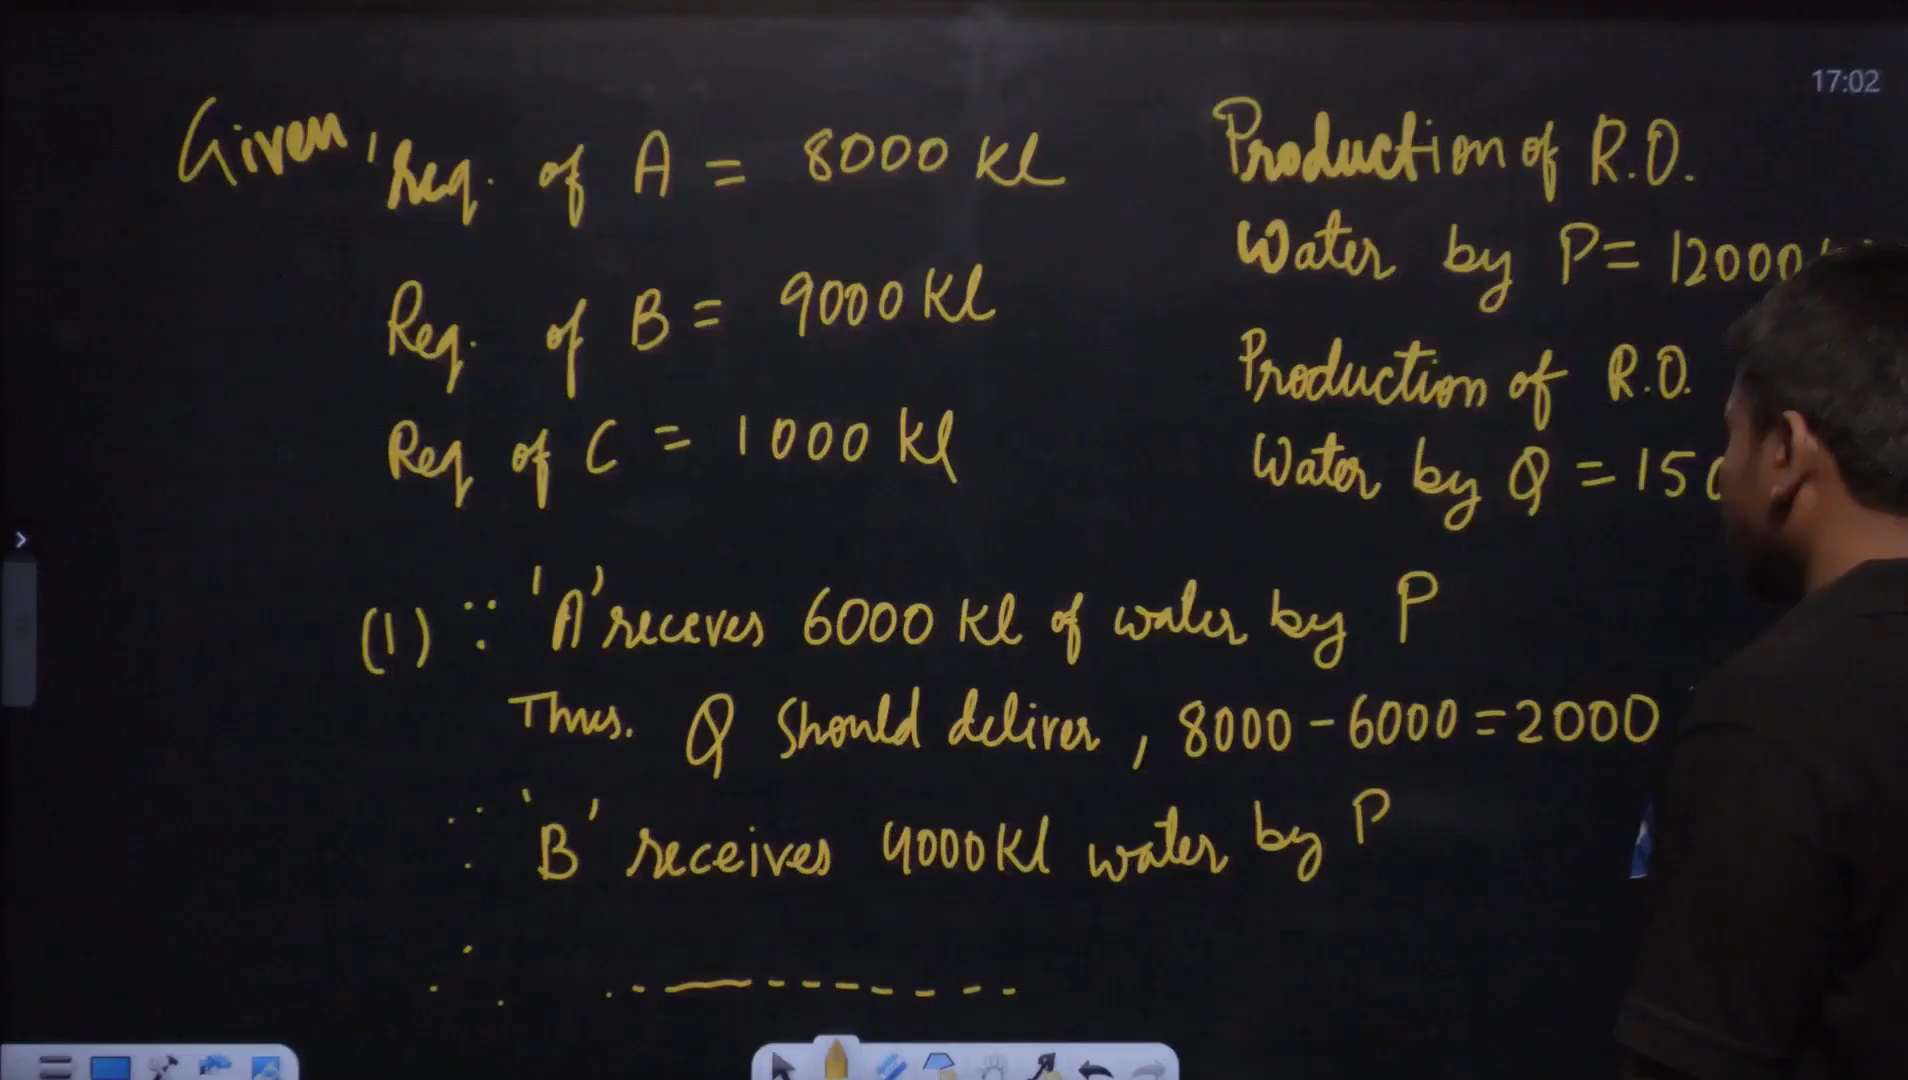 17:02
Given, Req. of A = 8000 Kl
Req. of B = 9000 Kl
Req of C = 1000 Kl
Production of R.O.
Water by P = 12000
Production of R.O.
Water by Q = 15
(1) ∵ 'A' receves 6000 Kl of water by P
Thus. Q should deliver, 8000 - 6000 = 2000
'B' receives 4000 Kl water by P